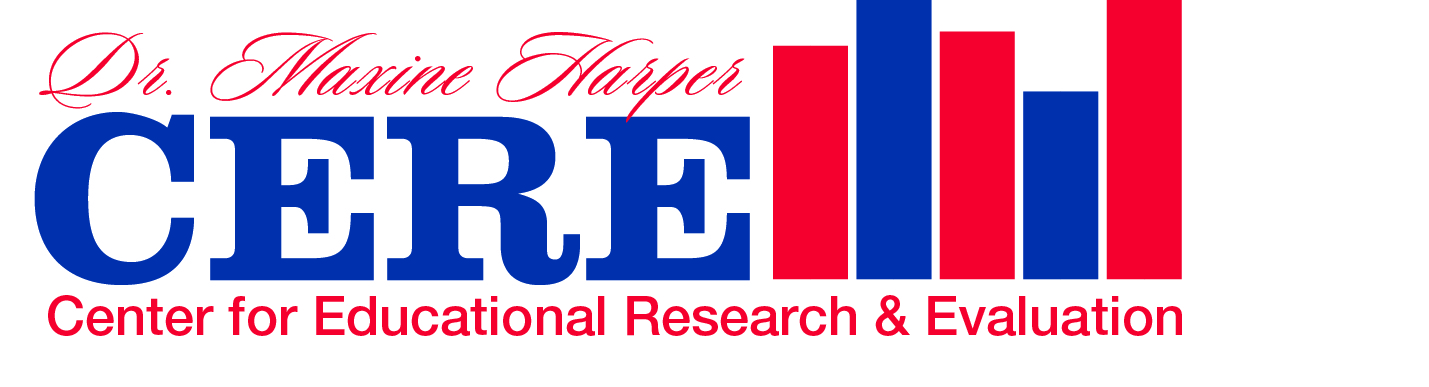 Dr. Maxine Harper
CERE
Center for Educational Research & Evaluation